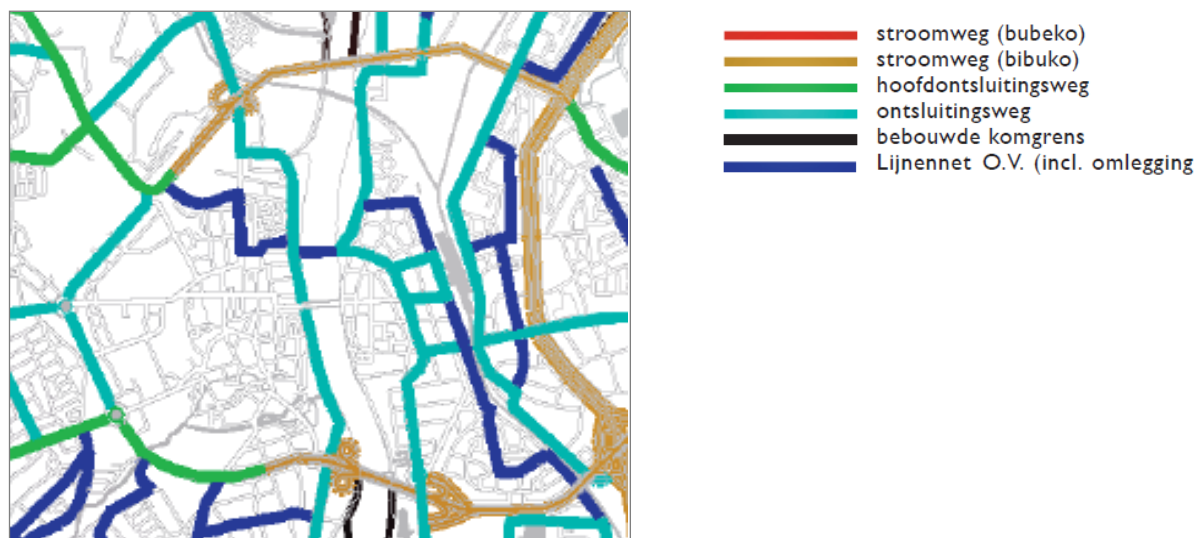 stroomweg (bubeko)
stroomweg (bibuko)
hoofdontsluitingsweg
ontsluitingsweg
bebouwde komgrens
Lijnennet O.V. (incl. omlegging